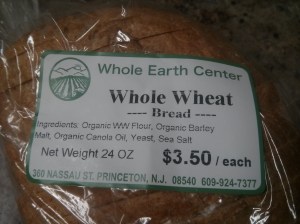 Whole Earth Center
Whole Wheat
---- Bread ----
Ingredients: Organic WW Flour, Organic Barley
Malt, Organic Canola Oil, Yeast, Sea Salt
Net Weight 24 OZ $3.50 / each
360 NASSAU ST. PRINCETON, N.J. 08540 609-924-7377